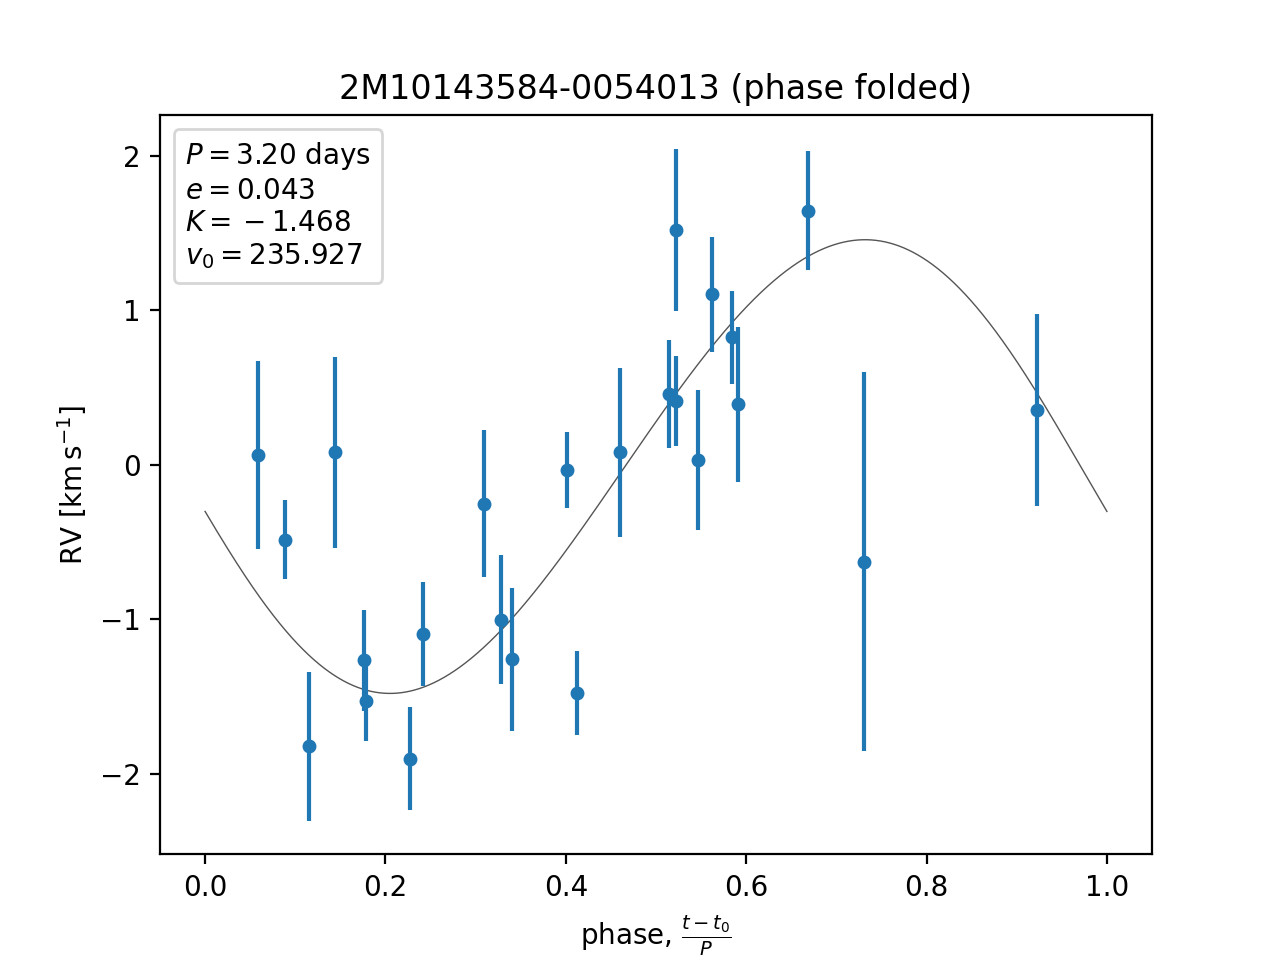 2M10143584-0054013 (phase folded)
P = 3.20 days
e = 0.043
K = −1.468
v₀ = 235.927
RV [km s⁻¹]
2
1
0
−1
−2
0.0 0.2 0.4 0.6 0.8 1.0
phase, (t − t₀)/P